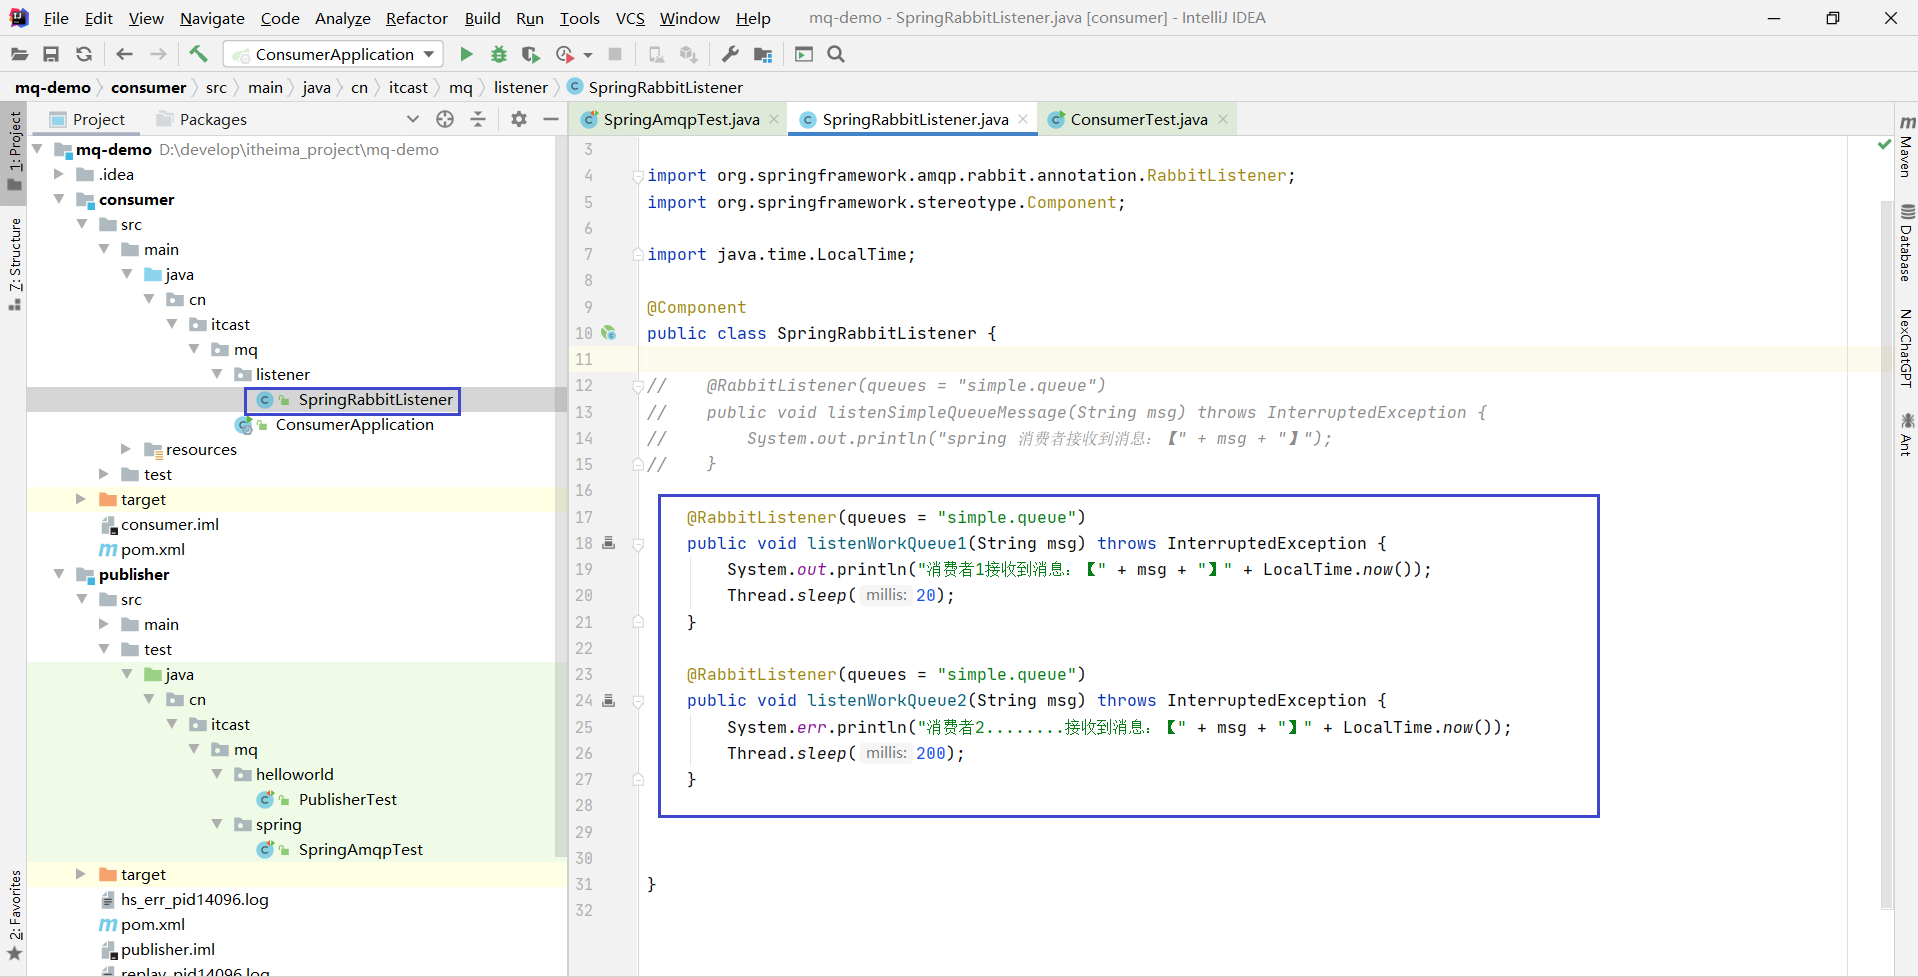 File Edit View Navigate Code Analyze Refactor Build Run Tools VCS Window Help mq-demo - SpringRabbitListener.java [consumer] - IntelliJ IDEA
ConsumerApplication
mq-demo consumer src main java cn itcast mq listener SpringRabbitListener
Project Packages
SpringAmqpTest.java SpringRabbitListener.java ConsumerTest.java
1: Project
7: Structure
2: Favorites
mq-demo D:\develop\itheima_project\mq-demo
.idea
consumer
src
main
java
cn
itcast
mq
listener
SpringRabbitListener
ConsumerApplication
resources
test
target
consumer.iml
pom.xml
publisher
src
main
test
java
cn
itcast
mq
helloworld
PublisherTest
spring
SpringAmqpTest
target
hs_err_pid14096.log
pom.xml
publisher.iml
replay_pid14096.log
3
4 import org.springframework.amqp.rabbit.annotation.RabbitListener;
5 import org.springframework.stereotype.Component;
6
7 import java.time.LocalTime;
8
9 @Component
10 public class SpringRabbitListener {
11
12 // @RabbitListener(queues = "simple.queue")
13 // public void listenSimpleQueueMessage(String msg) throws InterruptedException {
14 // System.out.println("spring 消费者接收到消息：【" + msg + "】");
15 // }
16
17 @RabbitListener(queues = "simple.queue")
18 public void listenWorkQueue1(String msg) throws InterruptedException {
19 System.out.println("消费者1接收到消息：【" + msg + "】" + LocalTime.now());
20 Thread.sleep( millis: 20);
21 }
22
23 @RabbitListener(queues = "simple.queue")
24 public void listenWorkQueue2(String msg) throws InterruptedException {
25 System.err.println("消费者2........接收到消息：【" + msg + "】" + LocalTime.now());
26 Thread.sleep( millis: 200);
27 }
28
29
30
31 }
32
Maven
Database
NexChatGPT
Ant